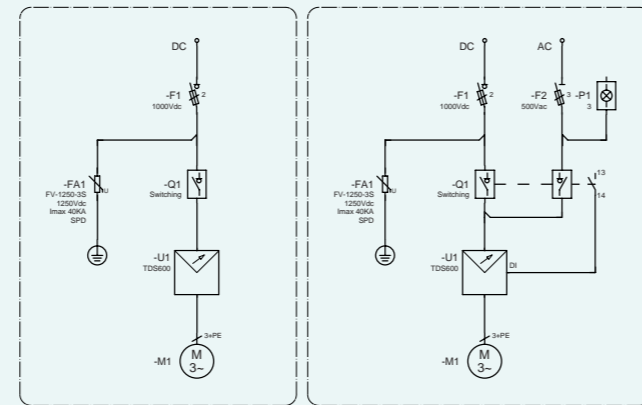 DC
-F1
1000Vdc
2
-FA1
FV-1250-3S
1250Vdc
Imax 40KA
SPD
U
-Q1
Switching
-U1
TDS600
3+PE
-M1
M
3~
DC
AC
-F1
1000Vdc
2
-F2
500Vac
3
-P1
3
-FA1
FV-1250-3S
1250Vdc
Imax 40KA
SPD
U
-Q1
Switching
13
14
-U1
TDS600
DI
3+PE
-M1
M
3~